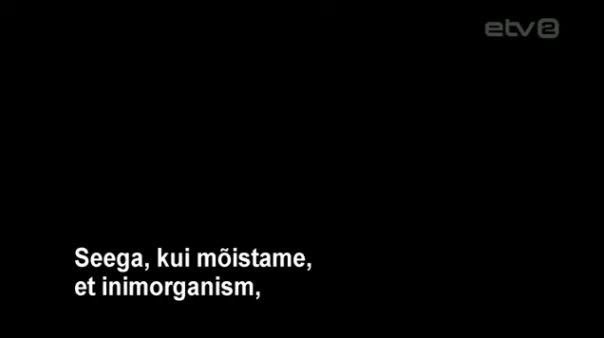 etv2
Seega, kui mõistame,
et inimorganism,